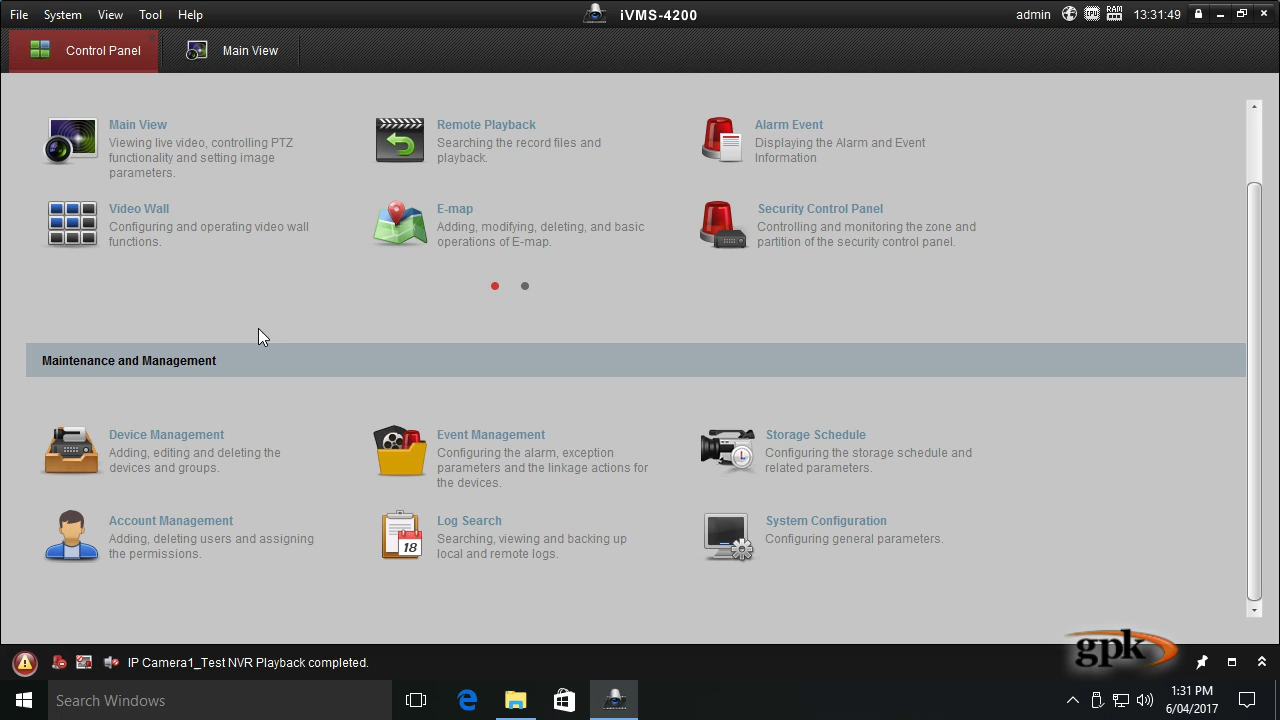 File System View Tool Help
iVMS-4200
admin RAM 13:31:49
Control Panel Main View
Main View
Viewing live video, controlling PTZ
functionality and setting image
parameters.
Remote Playback
Searching the record files and
playback.
Alarm Event
Displaying the Alarm and Event
Information
Video Wall
Configuring and operating video wall
functions.
E-map
Adding, modifying, deleting, and basic
operations of E-map.
Security Control Panel
Controlling and monitoring the zone and
partition of the security control panel.
Maintenance and Management
Device Management
Adding, editing and deleting the
devices and groups.
Event Management
Configuring the alarm, exception
parameters and the linkage actions for
the devices.
Storage Schedule
Configuring the storage schedule and
related parameters.
Account Management
Adding, deleting users and assigning
the permissions.
18
Log Search
Searching, viewing and backing up
local and remote logs.
System Configuration
Configuring general parameters.
gpk
IP Camera1_Test NVR Playback completed.
Search Windows
1:31 PM
6/04/2017